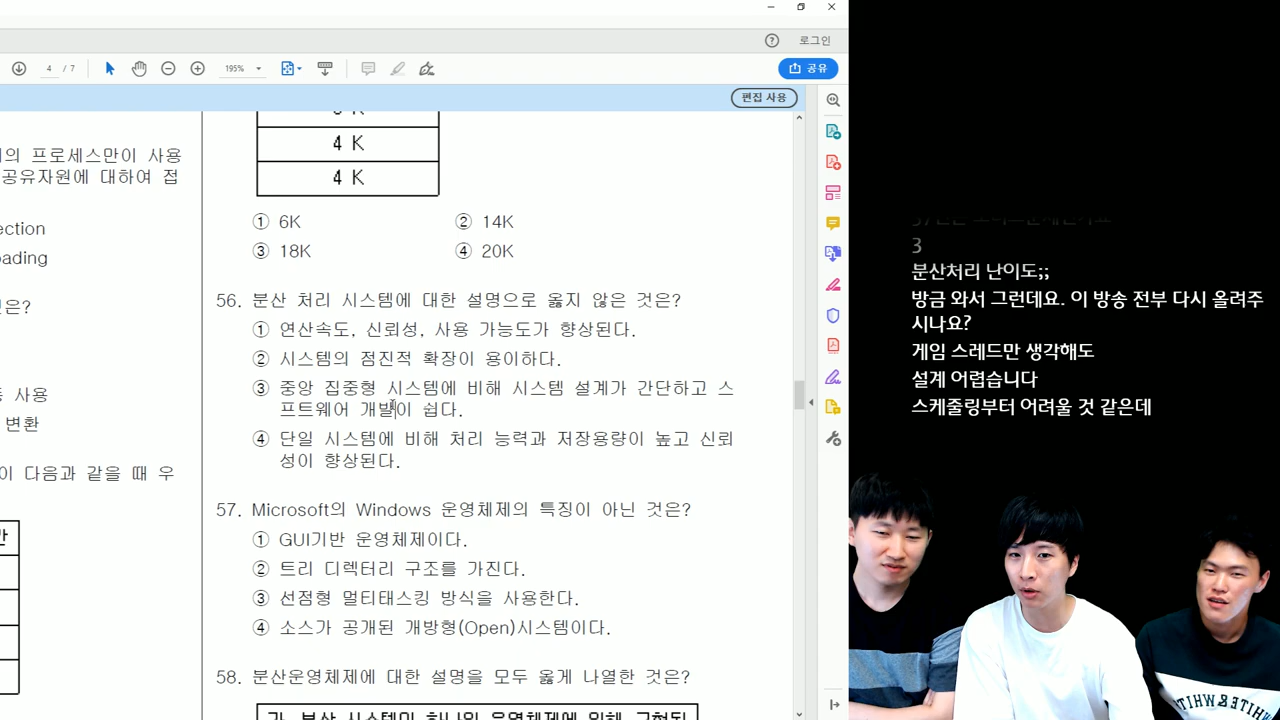 로그인
4 / 7
195%
공유
편집 사용
의 프로세스만이 사용
공유자원에 대하여 접
ection
ading
은?
용 사용
변환
이 다음과 같을 때 우
4 K
4 K
① 6K ② 14K
③ 18K ④ 20K
56. 분산 처리 시스템에 대한 설명으로 옳지 않은 것은?
① 연산속도, 신뢰성, 사용 가능도가 향상된다.
② 시스템의 점진적 확장이 용이하다.
③ 중앙 집중형 시스템에 비해 시스템 설계가 간단하고 스
프트웨어 개발이 쉽다.
④ 단일 시스템에 비해 처리 능력과 저장용량이 높고 신뢰
성이 향상된다.
57. Microsoft의 Windows 운영체제의 특징이 아닌 것은?
① GUI기반 운영체제이다.
② 트리 디렉터리 구조를 가진다.
③ 선점형 멀티태스킹 방식을 사용한다.
④ 소스가 공개된 개방형(Open)시스템이다.
58. 분산운영체제에 대한 설명을 모두 옳게 나열한 것은?
3
분산처리 난이도;;
방금 와서 그런데요. 이 방송 전부 다시 올려주
시나요?
게임 스레드만 생각해도
설계 어렵습니다
스케줄링부터 어려울 것 같은데